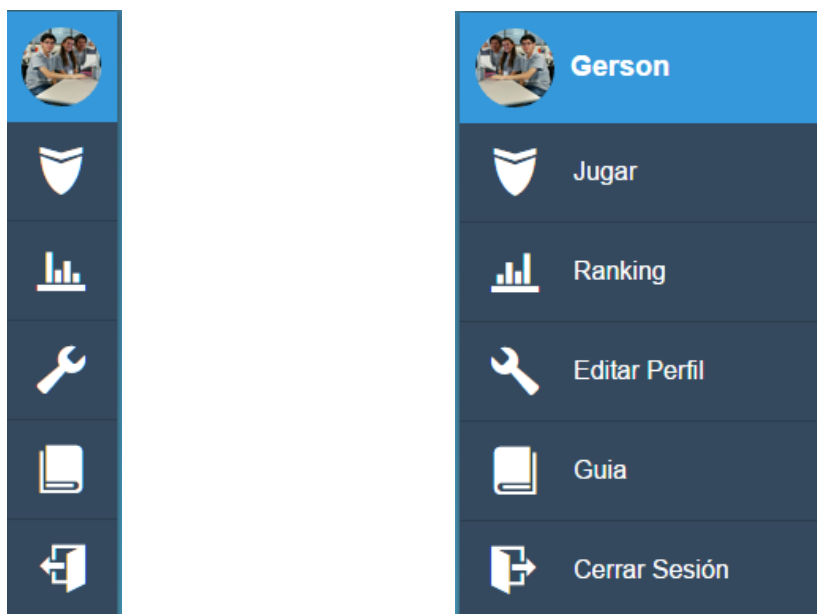 Gerson
Jugar
Ranking
Editar Perfil
Guia
Cerrar Sesión